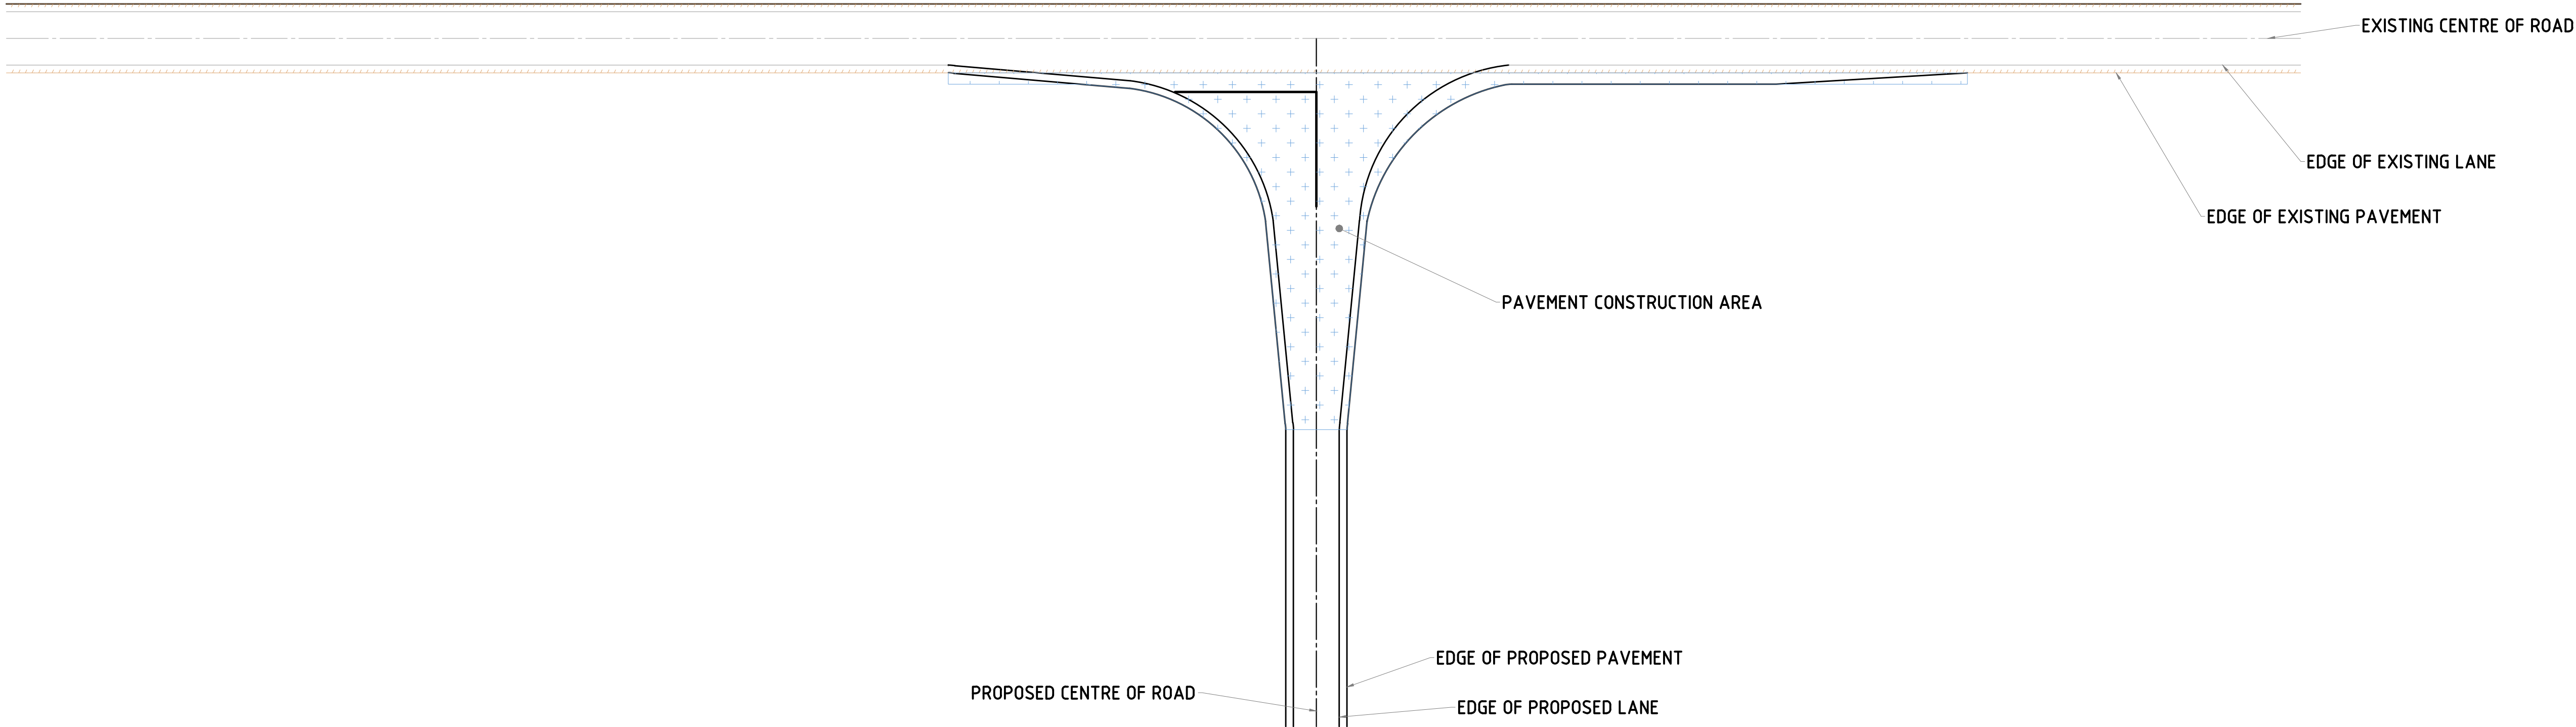 EXISTING CENTRE OF ROAD
EDGE OF EXISTING LANE
EDGE OF EXISTING PAVEMENT
PAVEMENT CONSTRUCTION AREA
EDGE OF PROPOSED PAVEMENT
PROPOSED CENTRE OF ROAD
EDGE OF PROPOSED LANE